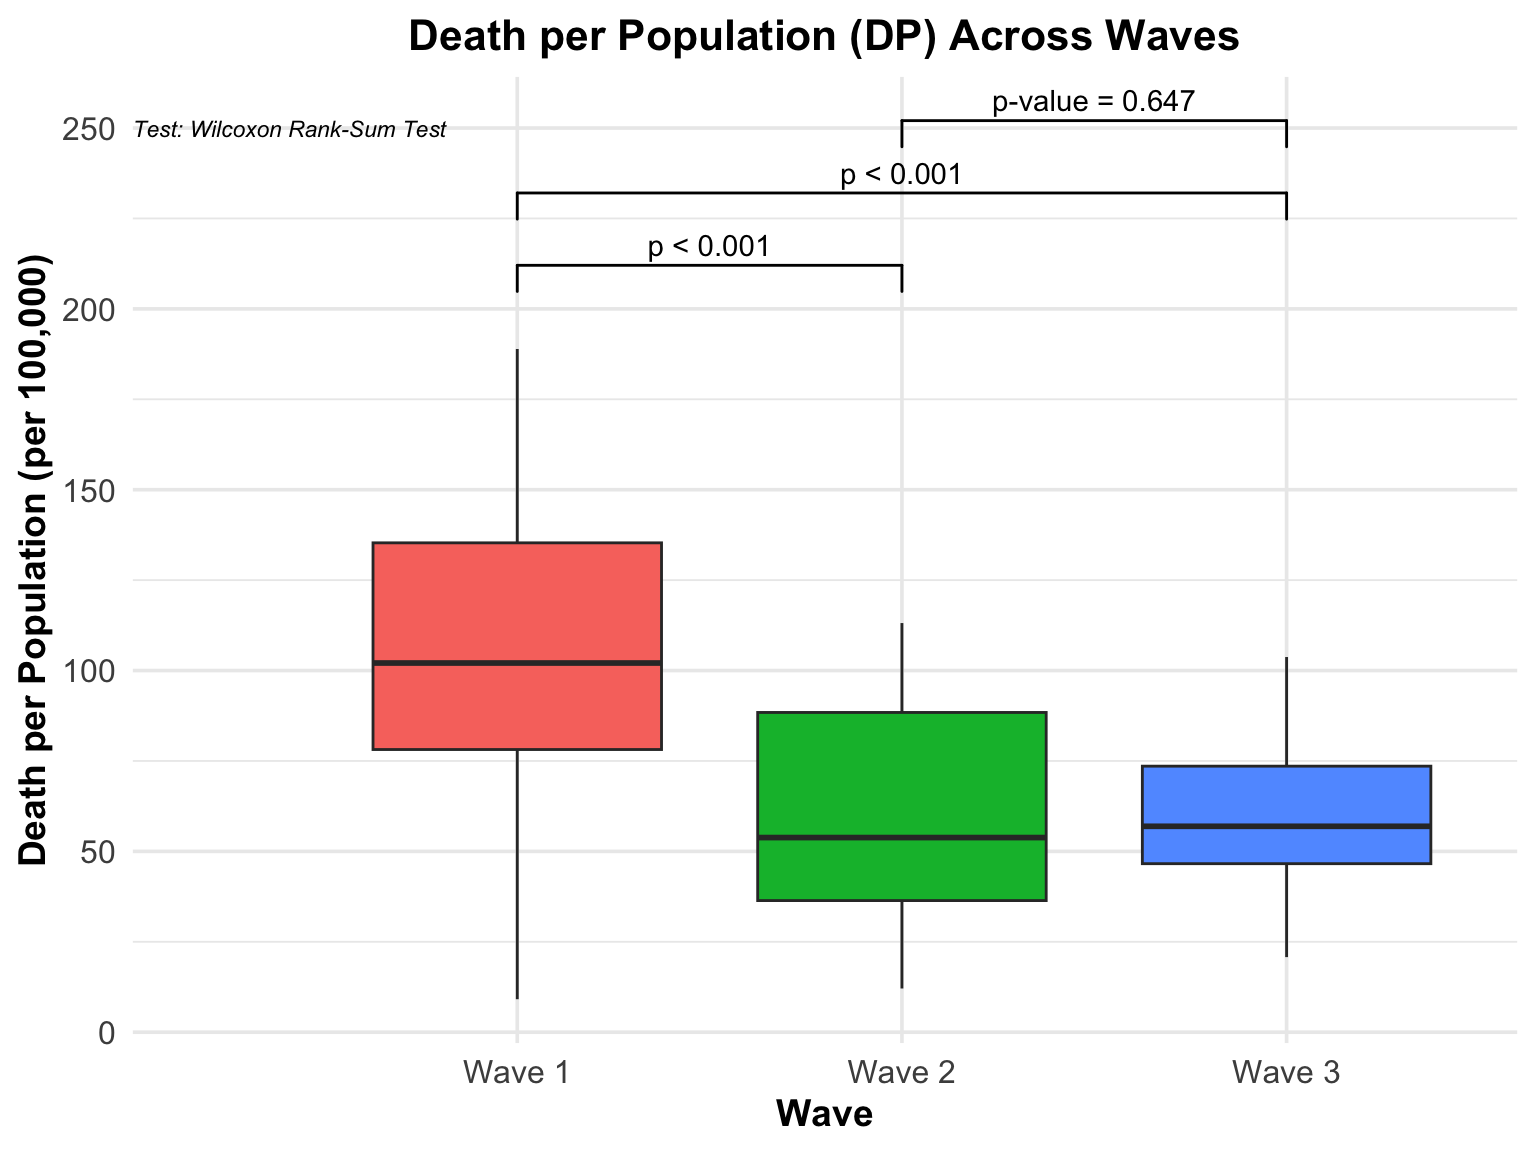 Death per Population (DP) Across Waves
p-value = 0.647
250
Test: Wilcoxon Rank-Sum Test
p < 0.001
p < 0.001
200
150
100
50
0
Death per Population (per 100,000)
Wave 1
Wave 2
Wave 3
Wave